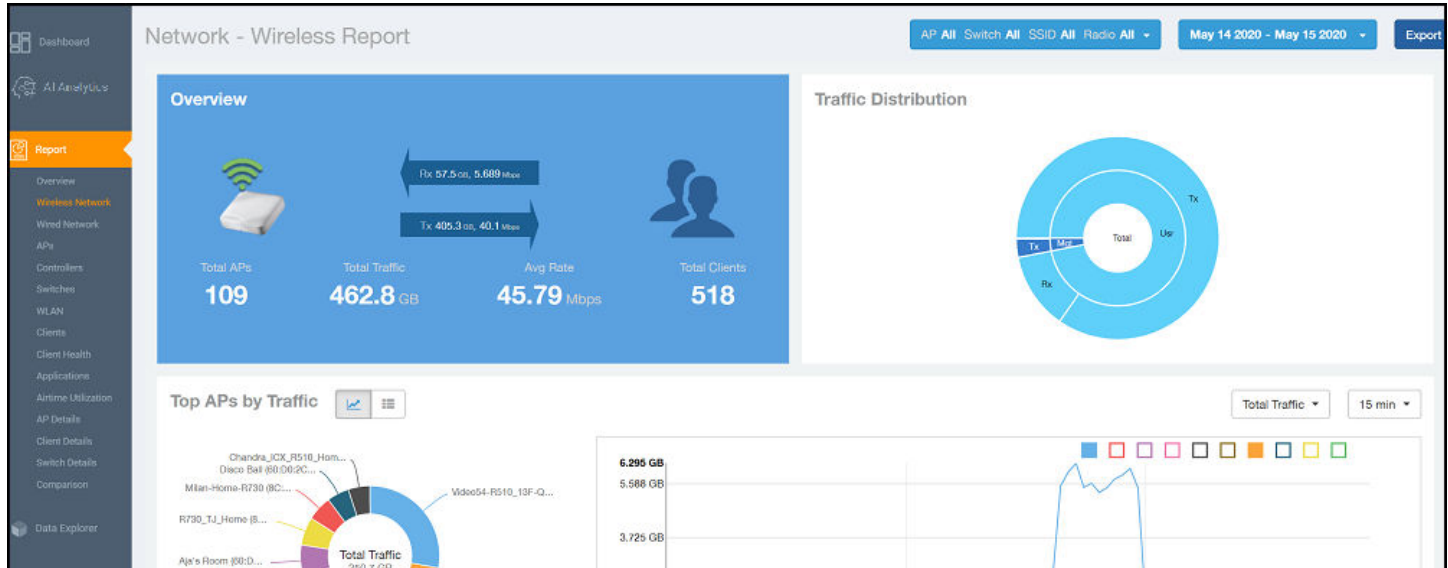 Dashboard
AI Analytics
Report
Overview
Wireless Network
Wired Network
APs
Controllers
Switches
WLAN
Clients
Client Health
Applications
Airtime Utilization
AP Details
Client Details
Switch Details
Comparison
Data Explorer
Network - Wireless Report
AP All Switch All SSID All Radio All
May 14 2020 - May 15 2020
Export
Overview
Rx 57.5 GB, 5.689 Mbps
Tx 405.3 GB, 40.1 Mbps
Total APs
109
Total Traffic
462.8 GB
Avg Rate
45.79 Mbps
Total Clients
518
Traffic Distribution
Tx
Usr
Total
Mgt
Tx
Rx
Top APs by Traffic
Total Traffic
15 min
Chandra_ICX_R510_Hom...
Disco Ball (60:D0:2C...
Milan-Home-R730 (8C:...
R730_TJ_Home (8...
Aja's Room (60:D...
Video54-R510_13F-Q...
Total Traffic
6.295 GB
5.588 GB
3.725 GB